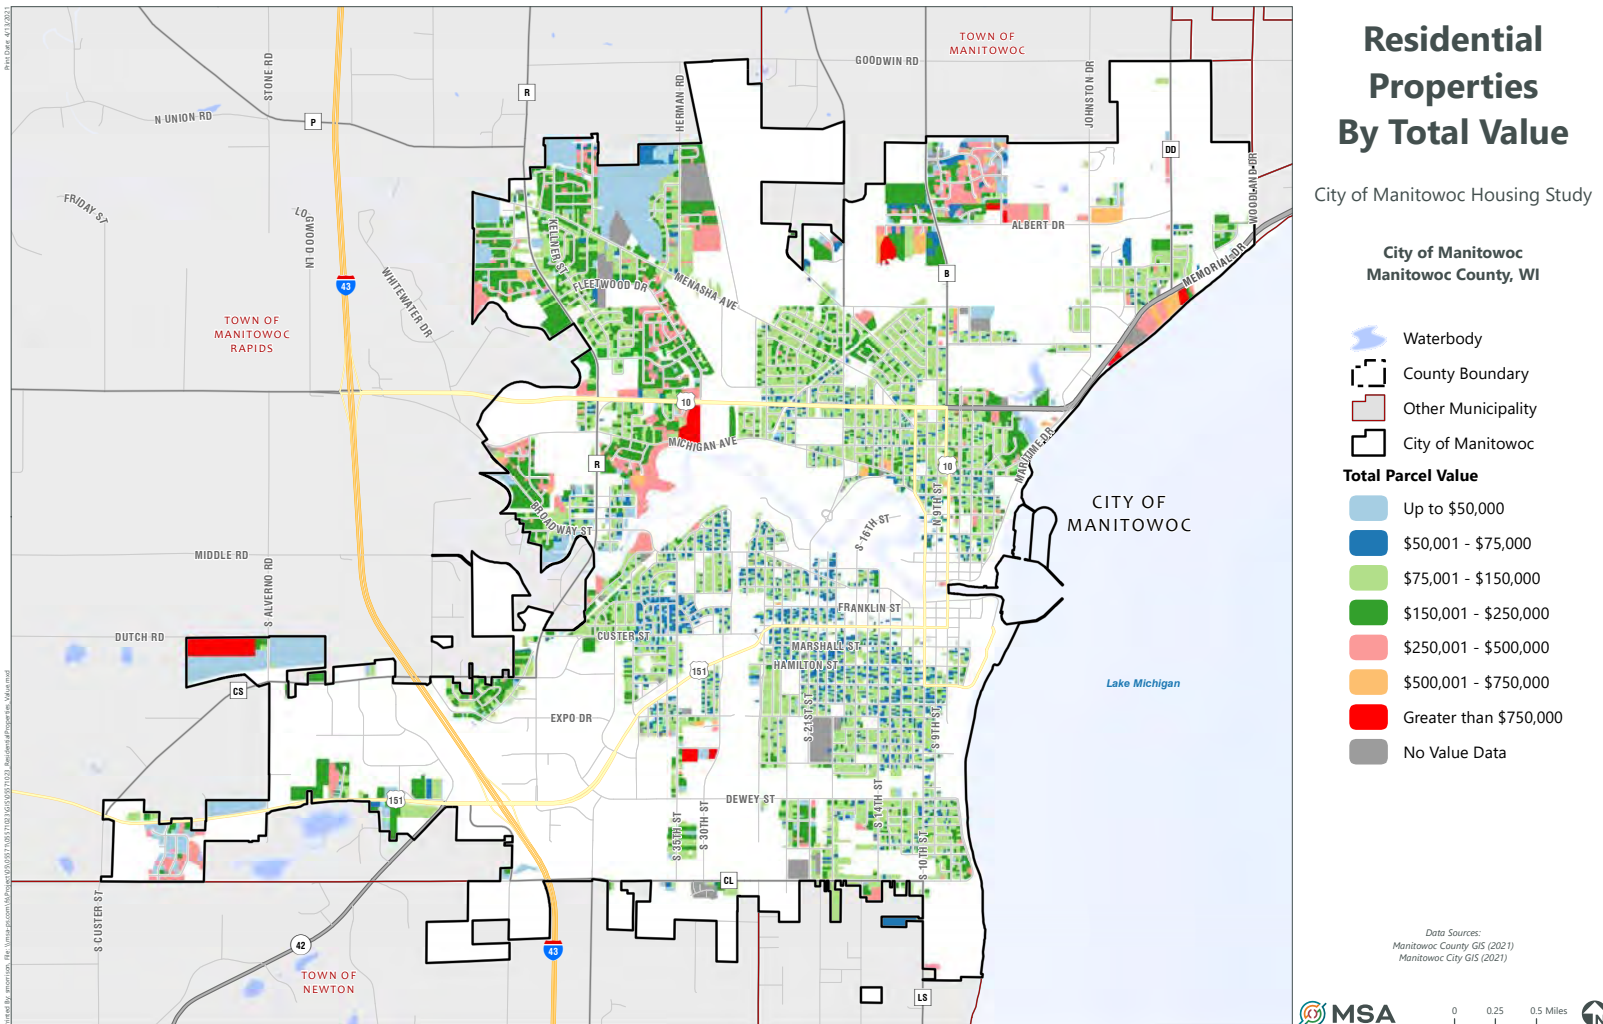 Residential
Properties
By Total Value
City of Manitowoc Housing Study
City of Manitowoc
Manitowoc County, WI
Waterbody
County Boundary
Other Municipality
City of Manitowoc
Total Parcel Value
Up to $50,000
$50,001 - $75,000
$75,001 - $150,000
$150,001 - $250,000
$250,001 - $500,000
$500,001 - $750,000
Greater than $750,000
No Value Data
Data Sources:
Manitowoc County GIS (2021)
Manitowoc City GIS (2021)
MSA
0 0.25 0.5 Miles
N
Print Date: 4/13/2021
TOWN OF
MANITOWOC
GOODWIN RD
STONE RD
HERMAN RD
JOHNSTON DR
R
P
N UNION RD
DD
WOODLAND DR
FRIDAY ST
LOGWOOD LN
KELLNER ST
ALBERT DR
MEMORIAL DR
B
43
WHITEWATER DR
FLEETWOOD DR
MENASHA AVE
TOWN OF
MANITOWOC
RAPIDS
10
MICHIGAN AVE
R
10
MARITIME DR
N 9TH ST
CITY OF
MANITOWOC
BROADWAY ST
S 16TH ST
MIDDLE RD
S ALVERNO RD
FRANKLIN ST
DUTCH RD
CUSTER ST
MARSHALL ST
HAMILTON ST
151
CS
Lake Michigan
EXPO DR
S 21ST ST
S 9TH ST
151
DEWEY ST
S 14TH ST
S 35TH ST
S 30TH ST
S 10TH ST
CL
S CUSTER ST
42
43
TOWN OF
NEWTON
LS